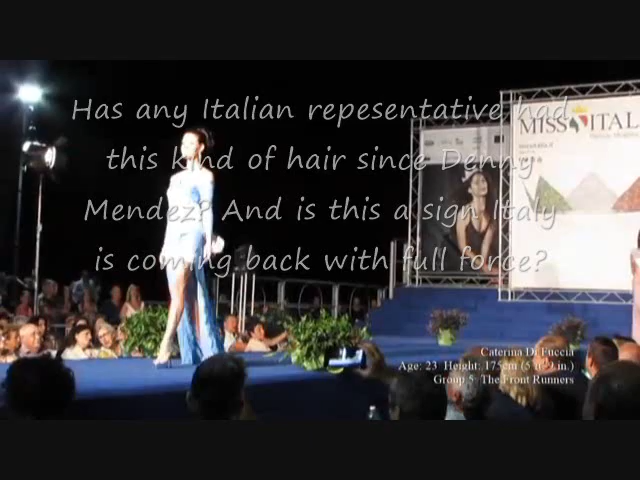 Has any Italian repesentative had
this kind of hair since Denny
Mendez? And is this a sign Italy
is coming back with full force?
MISS ITAL
Caterina Di Fuccia
Age: 23 Height: 175cm (5 ft 9 in.)
Group 5: The Front Runners